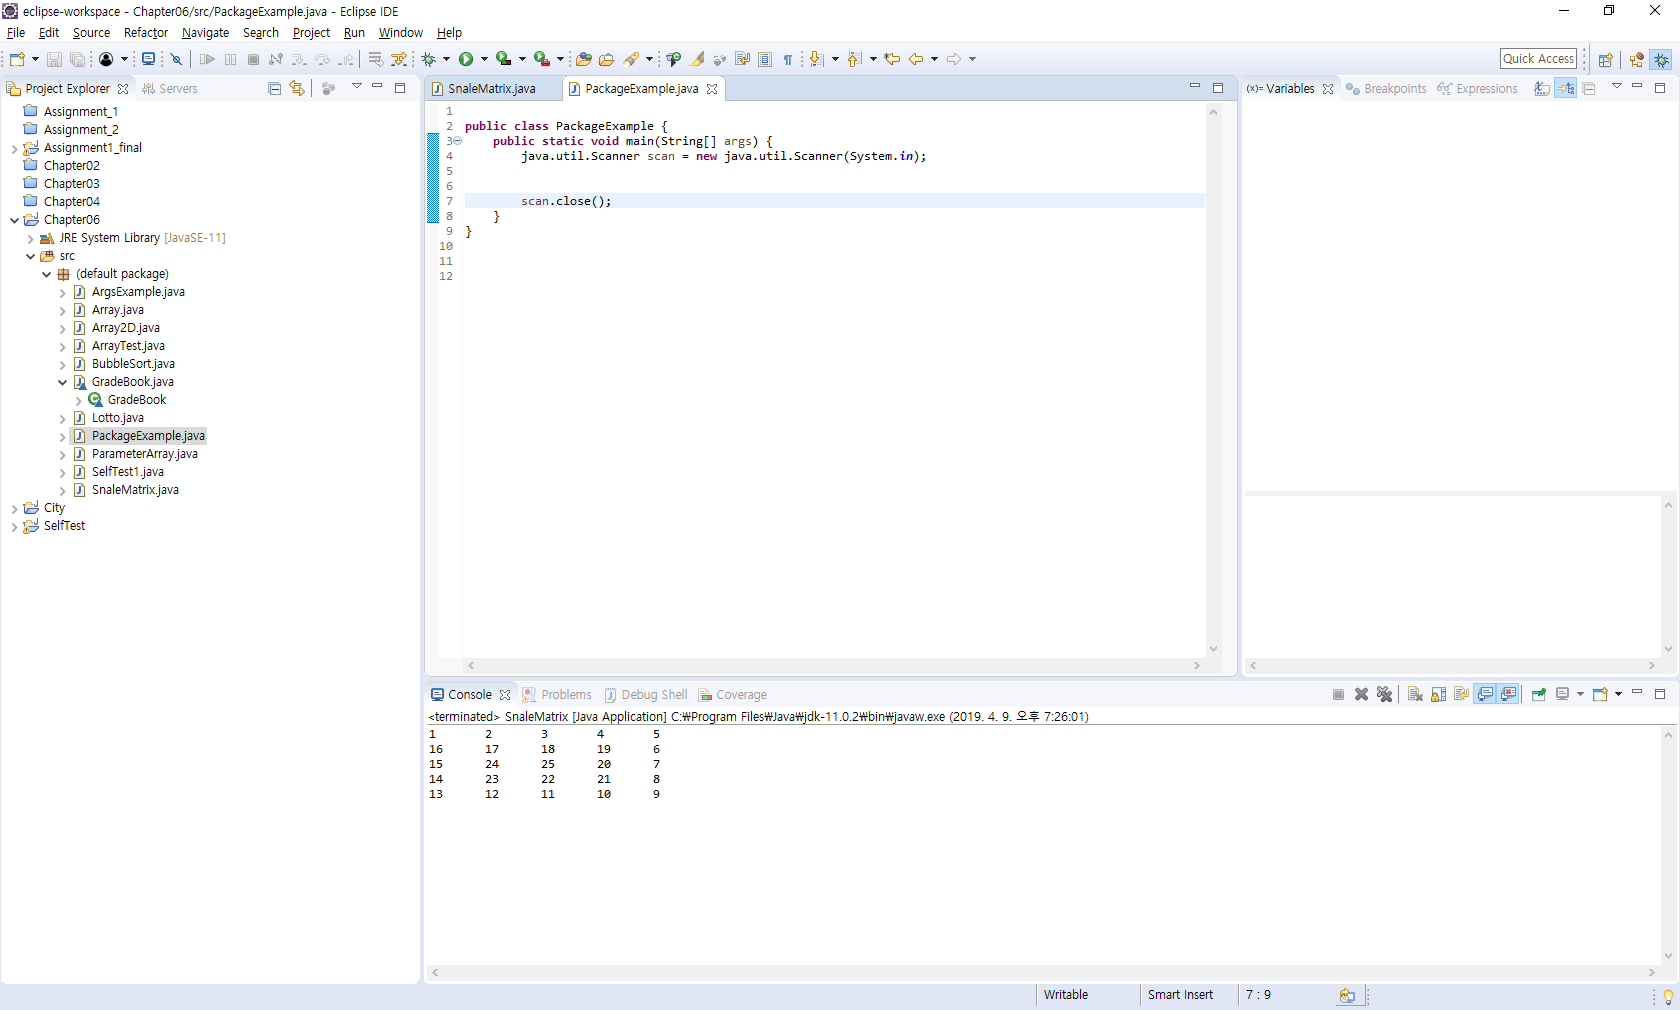 eclipse-workspace - Chapter06/src/PackageExample.java - Eclipse IDE
File Edit Source Refactor Navigate Search Project Run Window Help
Quick Access
Project Explorer Servers
Assignment_1
Assignment_2
Assignment1_final
Chapter02
Chapter03
Chapter04
Chapter06
JRE System Library [JavaSE-11]
src
(default package)
ArgsExample.java
Array.java
Array2D.java
ArrayTest.java
BubbleSort.java
GradeBook.java
GradeBook
Lotto.java
PackageExample.java
ParameterArray.java
SelfTest1.java
SnaleMatrix.java
City
SelfTest
SnaleMatrix.java PackageExample.java
1
2 public class PackageExample {
3 public static void main(String[] args) {
4 java.util.Scanner scan = new java.util.Scanner(System.in);
5
6
7 scan.close();
8 }
9 }
10
11
12
(x)= Variables Breakpoints Expressions
Console Problems Debug Shell Coverage
<terminated> SnaleMatrix [Java Application] C:₩Program Files₩Java₩jdk-11.0.2₩bin₩javaw.exe (2019. 4. 9. 오후 7:26:01)
1 2 3 4 5
16 17 18 19 6
15 24 25 20 7
14 23 22 21 8
13 12 11 10 9
Writable Smart Insert 7 : 9